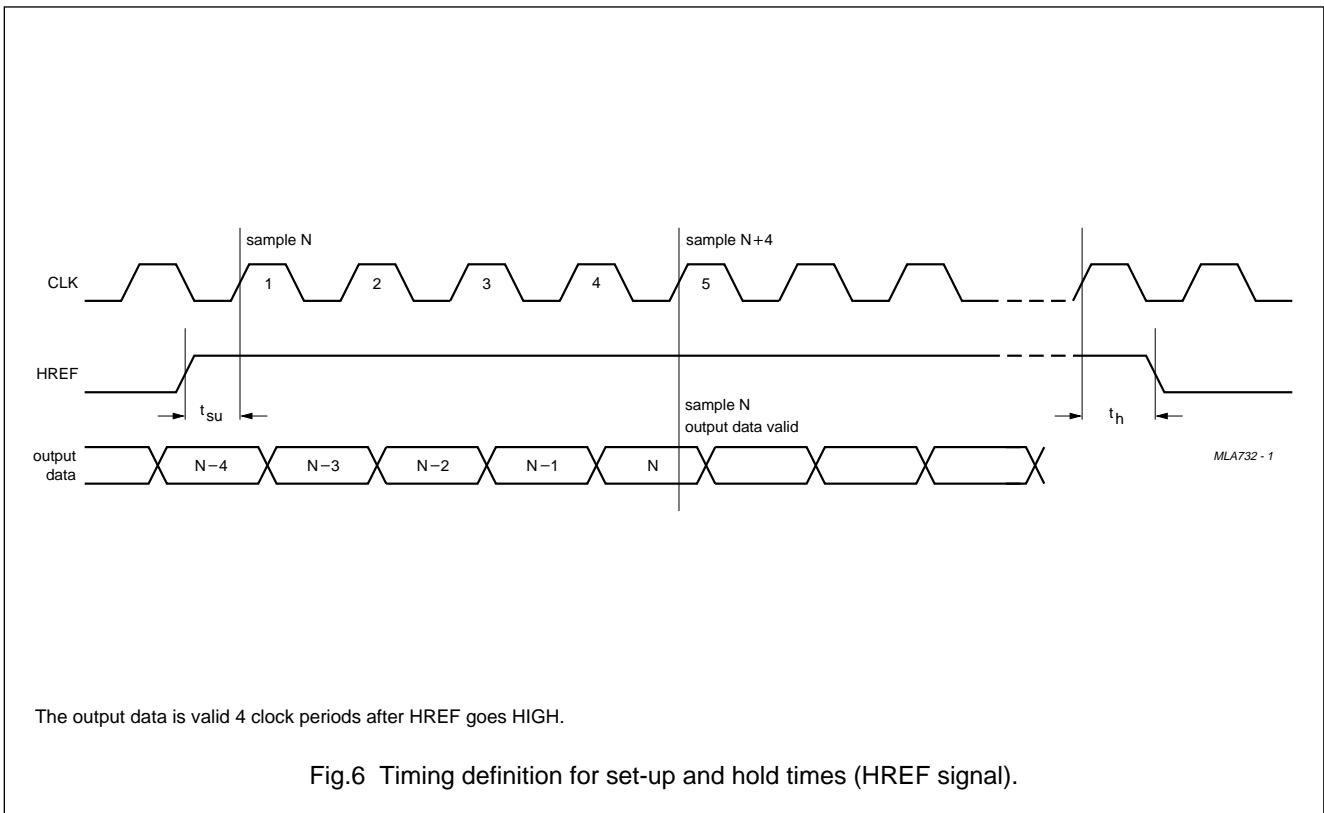 sample N
sample N+4
CLK
1 2 3 4 5
HREF
tsu
sample N
output data valid
th
output
data
N−4 N−3 N−2 N−1 N
MLA732 - 1
The output data is valid 4 clock periods after HREF goes HIGH.
Fig.6 Timing definition for set-up and hold times (HREF signal).